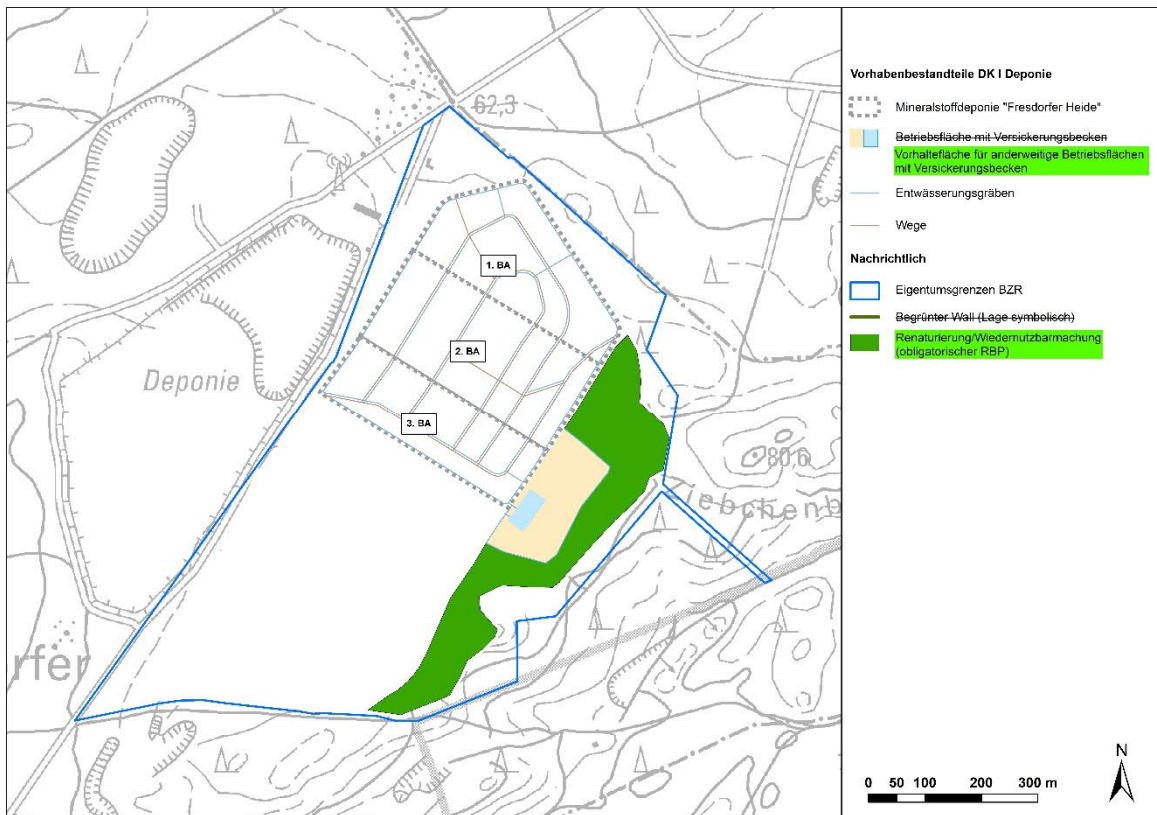 62,3
1. BA
2. BA
Deponie
3. BA
80,6
Ziebchenb
rfer
Vorhabenbestandteile DK I Deponie
Mineralstoffdeponie "Fresdorfer Heide"
Betriebsfläche mit Versickerungsbecken
Vorhaltefläche für anderweitige Betriebsflächen
mit Versickerungsbecken
Entwässerungsgräben
Wege
Nachrichtlich
Eigentumsgrenzen BZR
Begrünter Wall (Lage symbolisch)
Renaturierung/Wiedernutzbarmachung
(obligatorischer RBP)
N
0 50 100 200 300 m